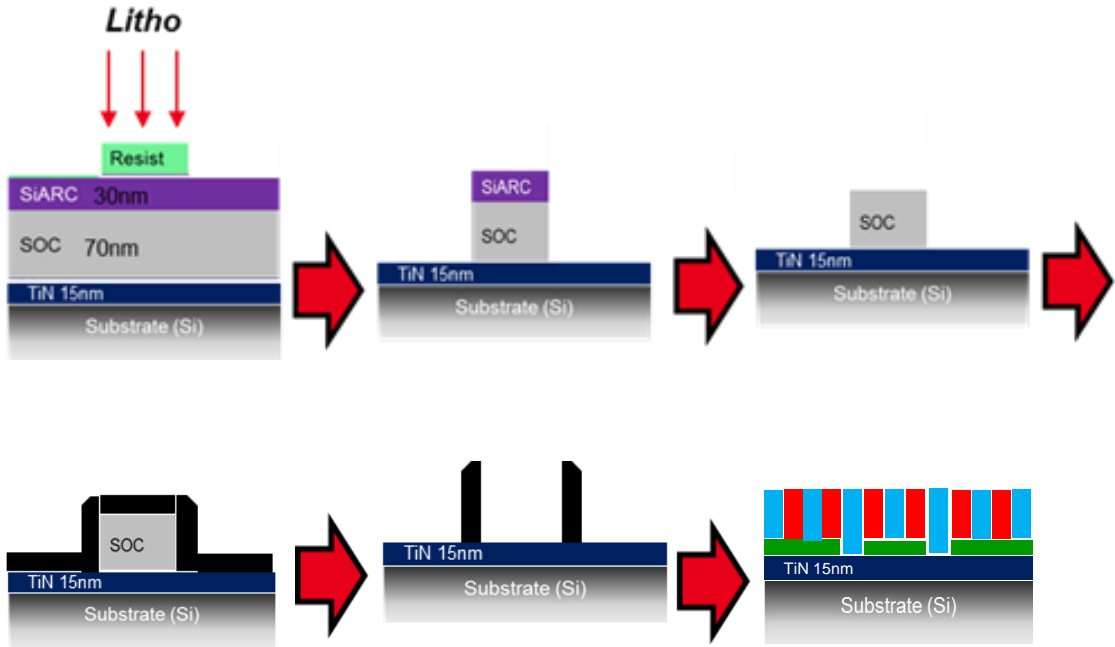 Litho
Resist
SiARC 30nm
SOC 70nm
TiN 15nm
Substrate (Si)
SiARC
SOC
TiN 15nm
Substrate (Si)
SOC
TiN 15nm
Substrate (Si)
SOC
TiN 15nm
Substrate (Si)
TiN 15nm
Substrate (Si)
TiN 15nm
Substrate (Si)